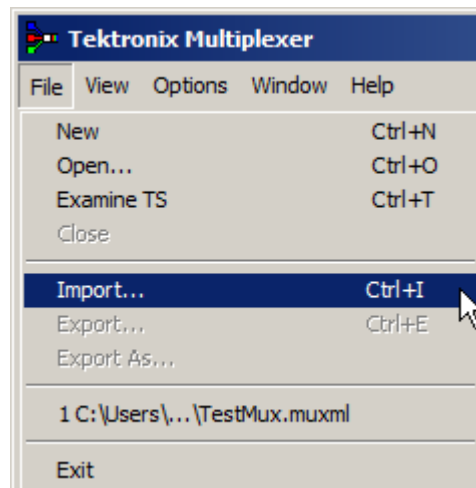 Tektronix Multiplexer
File View Options Window Help
New Ctrl+N
Open... Ctrl+O
Examine TS Ctrl+T
Close
Import... Ctrl+I
Export... Ctrl+E
Export As...
1 C:\Users\...\TestMux.muxml
Exit